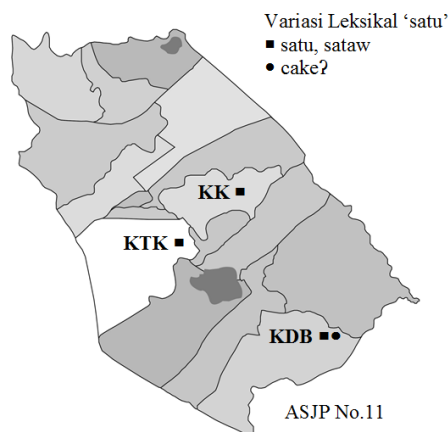 Variasi Leksikal ‘satu’
■ satu, sataw
● cakeʔ
KK ■
KTK ■
KDB ■●
ASJP No.11